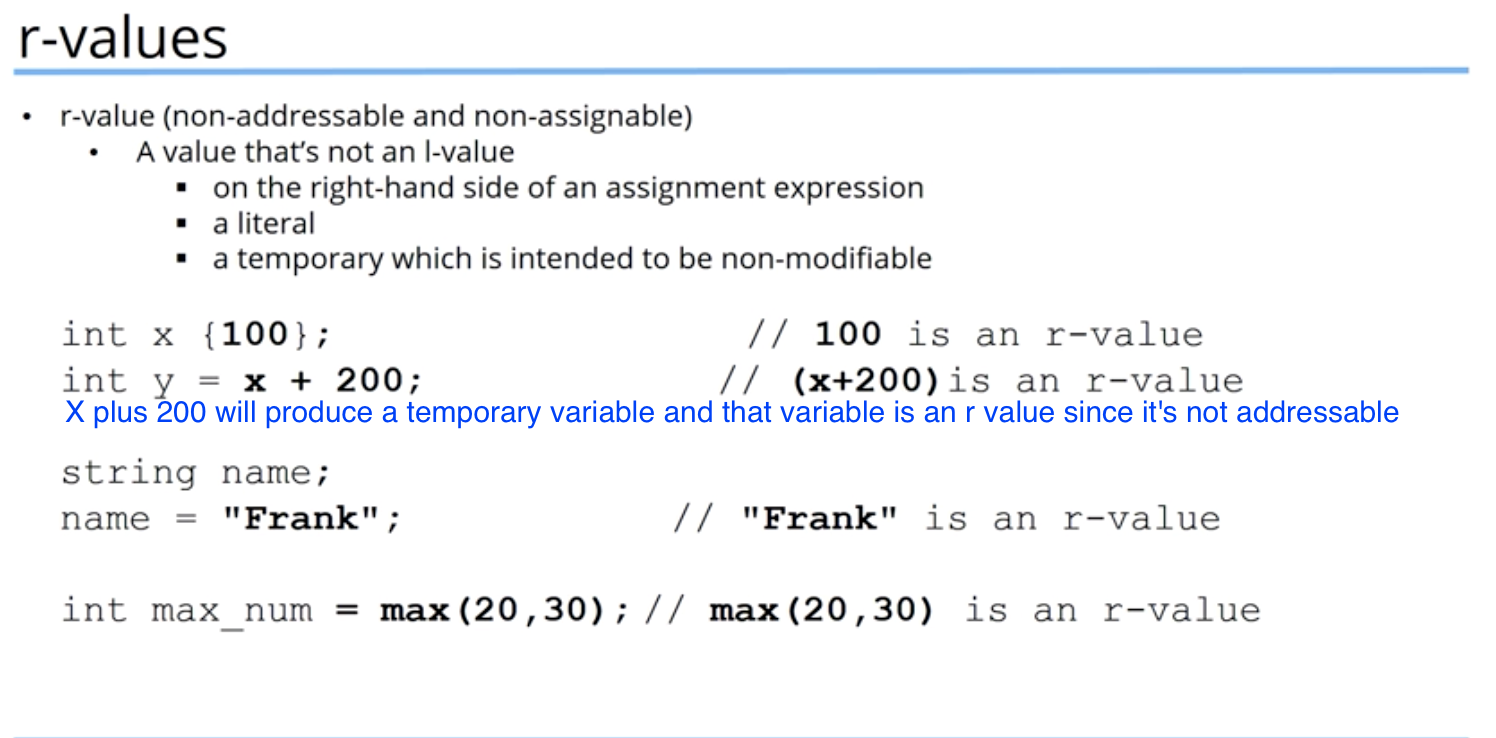 r-values
• r-value (non-addressable and non-assignable)
• A value that's not an l-value
▪ on the right-hand side of an assignment expression
▪ a literal
▪ a temporary which is intended to be non-modifiable
int x {100}; // 100 is an r-value
int y = x + 200; // (x+200)is an r-value
X plus 200 will produce a temporary variable and that variable is an r value since it's not addressable
string name;
name = "Frank"; // "Frank" is an r-value
int max_num = max(20,30); // max(20,30) is an r-value